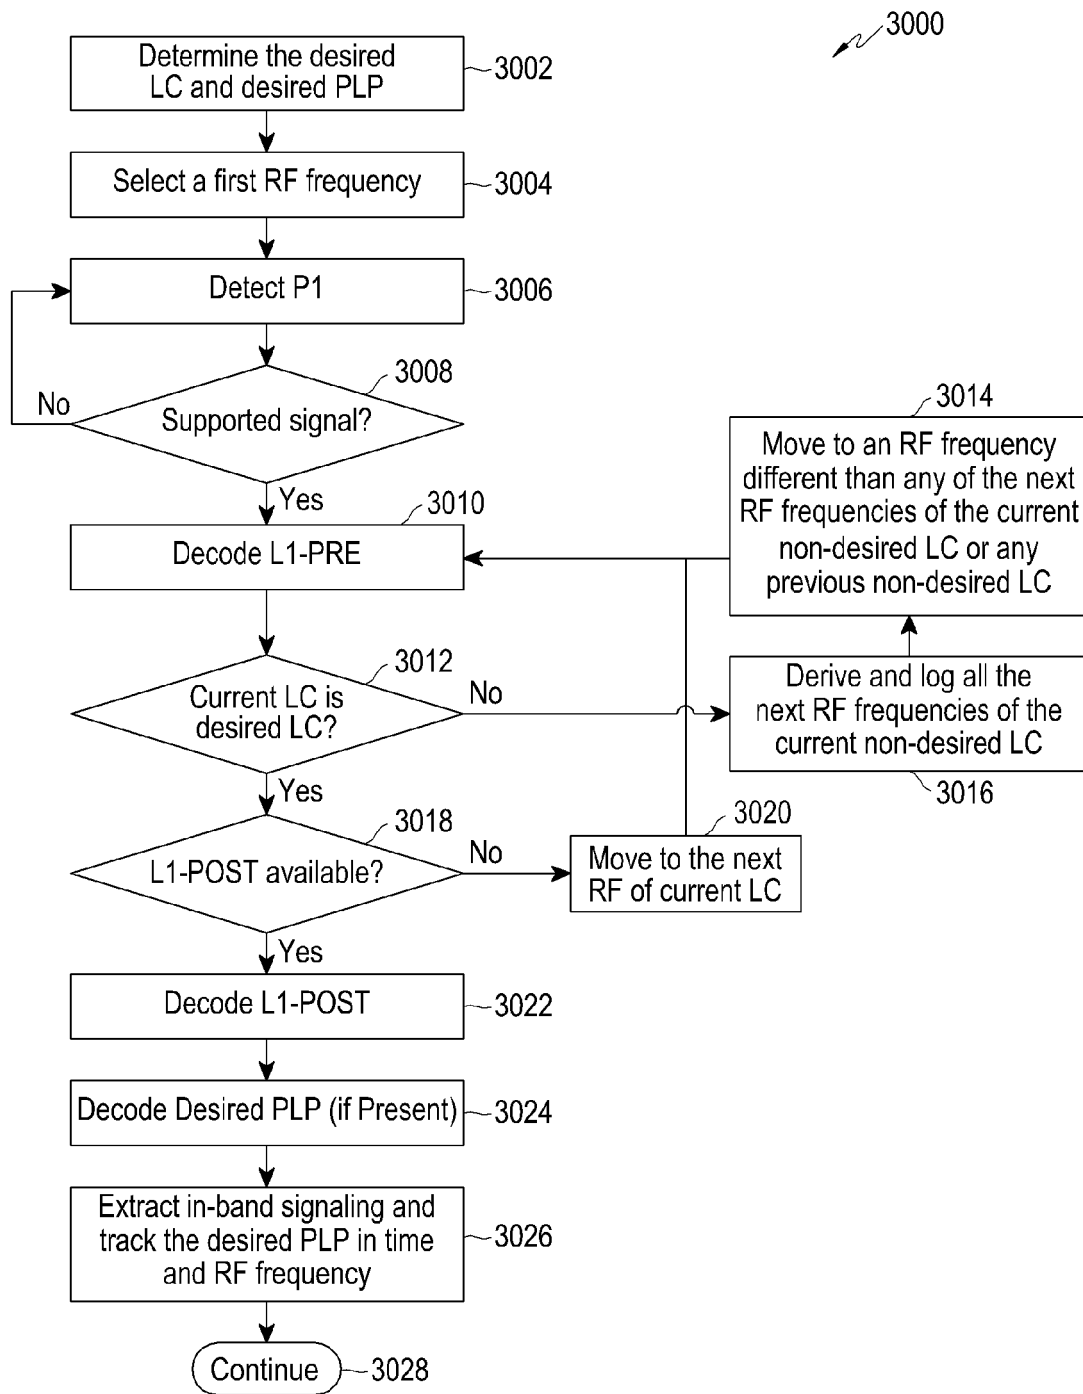 3000
Determine the desired
LC and desired PLP
3002
Select a first RF frequency
3004
Detect P1
3006
3008
No
Supported signal?
Yes
3010
Decode L1-PRE
3014
Move to an RF frequency
different than any of the next
RF frequencies of the current
non-desired LC or any
previous non-desired LC
3012
Current LC is
desired LC?
No
Derive and log all the
next RF frequencies of the
current non-desired LC
3016
Yes
3018
L1-POST available?
No
3020
Move to the next
RF of current LC
Yes
Decode L1-POST
3022
Decode Desired PLP (if Present)
3024
Extract in-band signaling and
track the desired PLP in time
and RF frequency
3026
Continue
3028